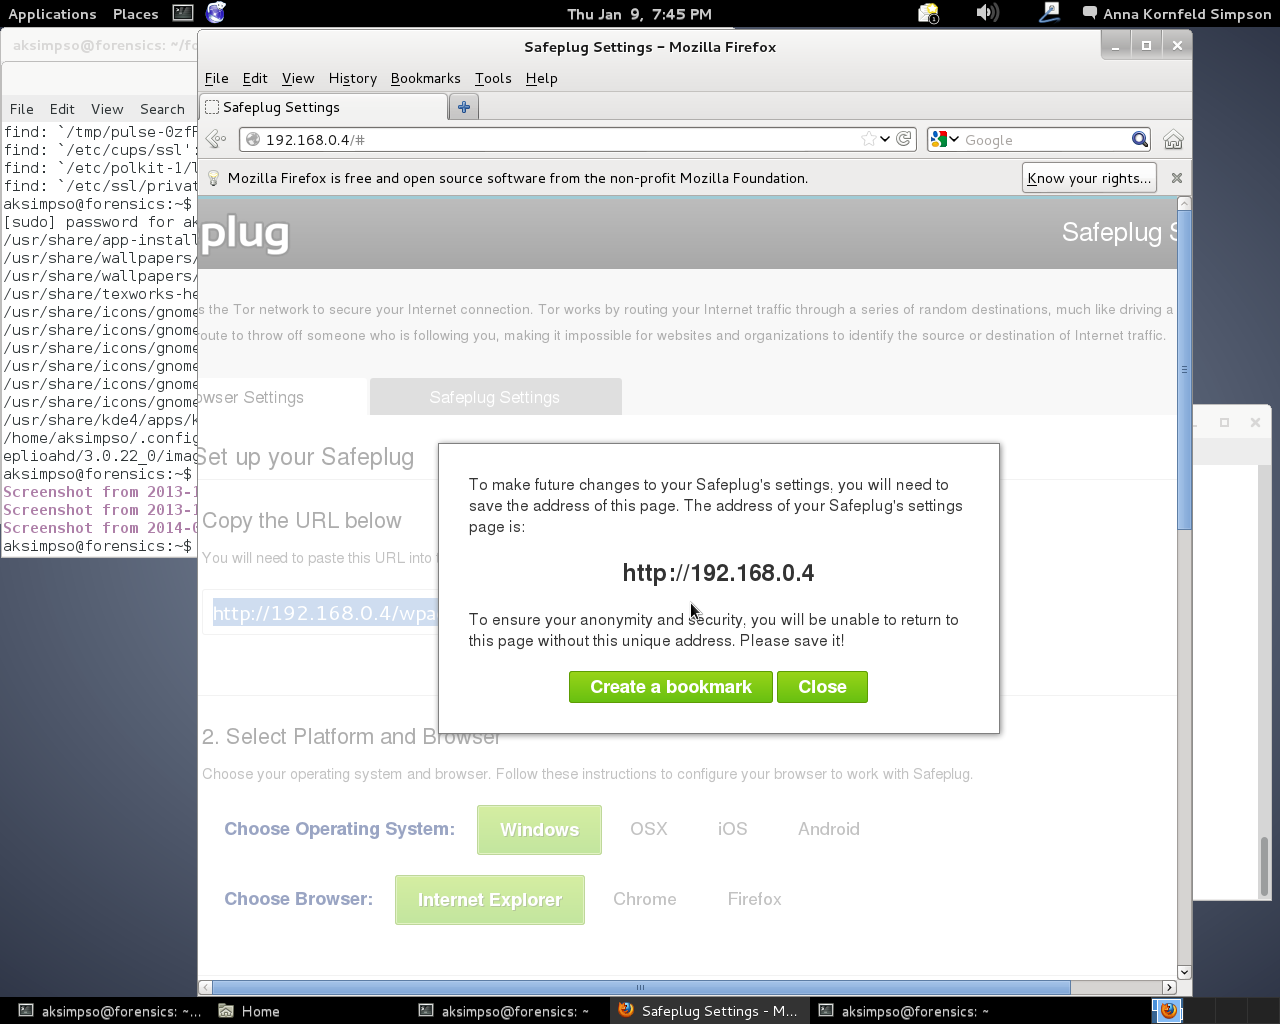 Applications Places
Thu Jan 9, 7:45 PM
Anna Kornfeld Simpson
aksimpso@forensics: ~/fo
File Edit View Search
find: `/tmp/pulse-0zfR
find: `/etc/cups/ssl':
find: `/etc/polkit-1/l
find: `/etc/ssl/privat
aksimpso@forensics:~$
[sudo] password for ak
/usr/share/app-install
/usr/share/wallpapers/
/usr/share/wallpapers/
/usr/share/texworks-he
/usr/share/icons/gnome
/usr/share/icons/gnome
/usr/share/icons/gnome
/usr/share/icons/gnome
/usr/share/icons/gnome
/usr/share/icons/gnome
/usr/share/kde4/apps/k
/home/aksimpso/.config
eplioahd/3.0.22_0/imag
aksimpso@forensics:~$
Screenshot from 2013-1
Screenshot from 2013-1
Screenshot from 2014-0
aksimpso@forensics:~$
Safeplug Settings - Mozilla Firefox
File Edit View History Bookmarks Tools Help
Safeplug Settings
192.168.0.4/#
Google
Mozilla Firefox is free and open source software from the non-profit Mozilla Foundation.
Know your rights...
plug
Safeplug S
s the Tor network to secure your Internet connection. Tor works by routing your Internet traffic through a series of random destinations, much like driving a
oute to throw off someone who is following you, making it impossible for websites and organizations to identify the source or destination of Internet traffic.
owser Settings
Safeplug Settings
Set up your Safeplug
Copy the URL below
You will need to paste this URL into t
http://192.168.0.4/wpa
To make future changes to your Safeplug's settings, you will need to
save the address of this page. The address of your Safeplug's settings
page is:
http://192.168.0.4
To ensure your anonymity and security, you will be unable to return to
this page without this unique address. Please save it!
Create a bookmark
Close
2. Select Platform and Browser
Choose your operating system and browser. Follow these instructions to configure your browser to work with Safeplug.
Choose Operating System: Windows OSX iOS Android
Choose Browser: Internet Explorer Chrome Firefox
aksimpso@forensics: ~...
Home
aksimpso@forensics: ~
Safeplug Settings - M...
aksimpso@forensics: ~